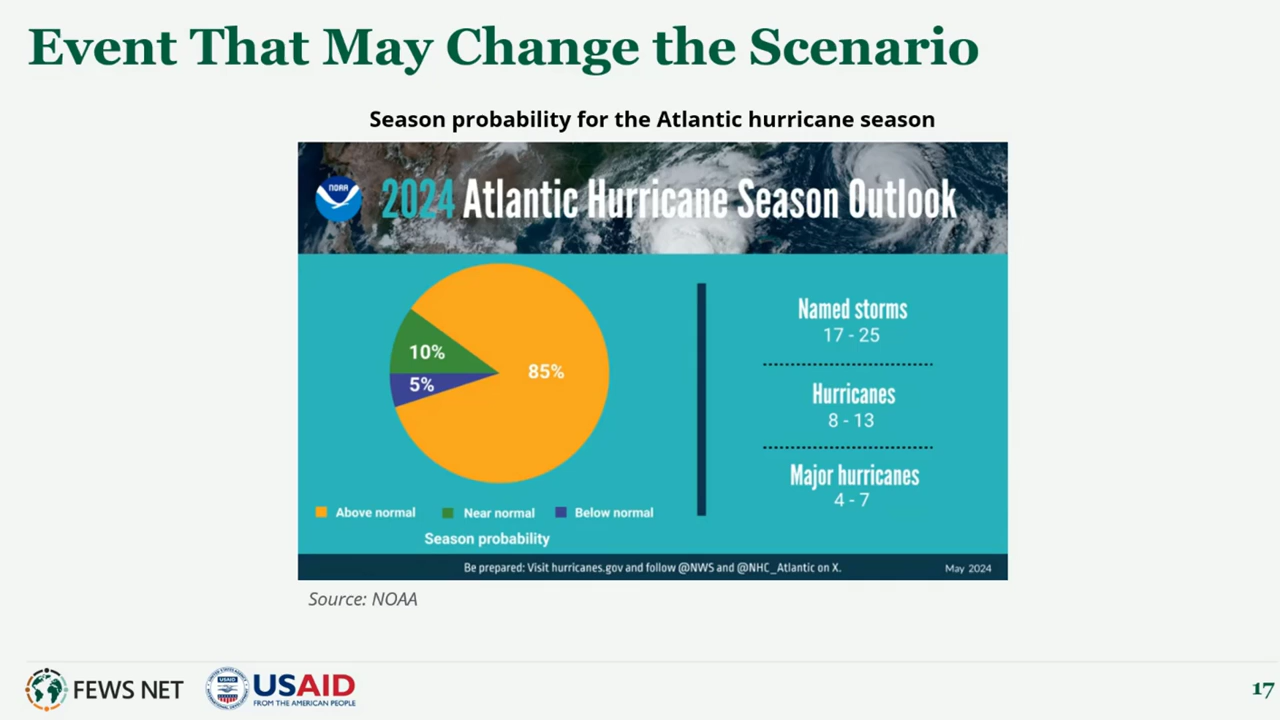 Event That May Change the Scenario
Season probability for the Atlantic hurricane season
NOAA
2024 Atlantic Hurricane Season Outlook
85%
10%
5%
Above normal
Near normal
Below normal
Season probability
Named storms
17 - 25
Hurricanes
8 - 13
Major hurricanes
4 - 7
Be prepared: Visit hurricanes.gov and follow @NWS and @NHC_Atlantic on X.
May 2024
Source: NOAA
FEWS NET
USAID
USAID
FROM THE AMERICAN PEOPLE
17